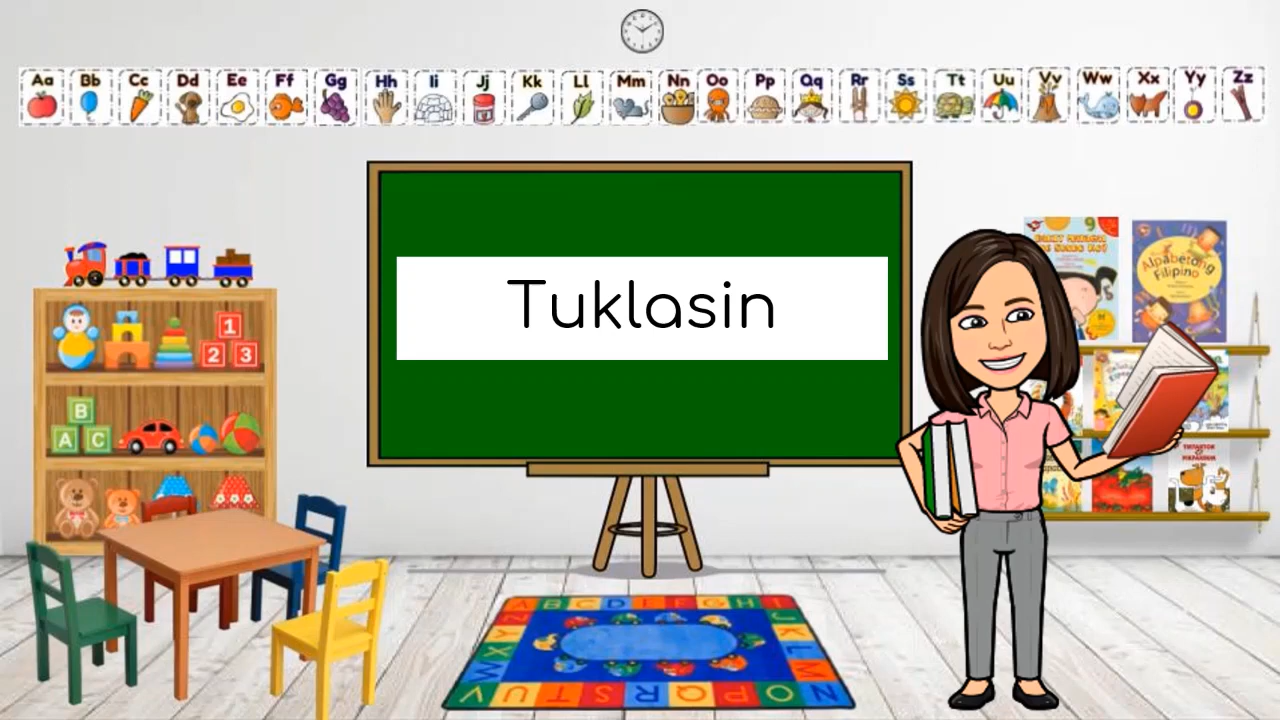 Aa Bb Cc Dd Ee Ff Gg Hh Ii Jj Kk Ll Mm Nn Oo Pp Qq Rr Ss Tt Uu Vv Ww Xx Yy Zz
Tuklasin
Alpabetong
Filipino
1
2 3
B
A C
A B C D E F G H I
J
K
L
M
N
O
P
Q
R
S
T
U
V
W
X